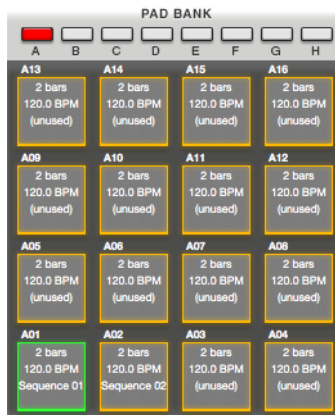 PAD BANK
A B C D E F G H
A13 A14 A15 A16
2 bars 2 bars 2 bars 2 bars
120.0 BPM 120.0 BPM 120.0 BPM 120.0 BPM
(unused) (unused) (unused) (unused)
A09 A10 A11 A12
2 bars 2 bars 2 bars 2 bars
120.0 BPM 120.0 BPM 120.0 BPM 120.0 BPM
(unused) (unused) (unused) (unused)
A05 A06 A07 A08
2 bars 2 bars 2 bars 2 bars
120.0 BPM 120.0 BPM 120.0 BPM 120.0 BPM
(unused) (unused) (unused) (unused)
A01 A02 A03 A04
2 bars 2 bars 2 bars 2 bars
120.0 BPM 120.0 BPM 120.0 BPM 120.0 BPM
Sequence 01 Sequence 02 (unused) (unused)